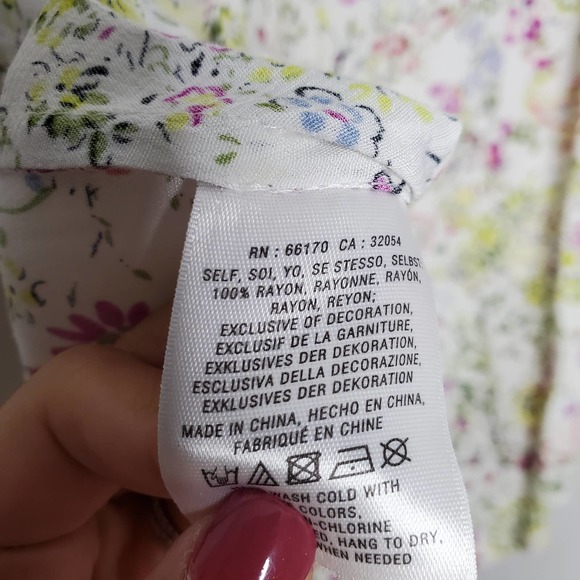 RN : 66170 CA : 32054
SELF, SOI, YO, SE STESSO, SELBST
100% RAYON, RAYONNE, RAYÓN,
RAYON, REYON;
EXCLUSIVE OF DECORATION,
EXCLUSIF DE LA GARNITURE,
EXKLUSIVES DER DEKORATION,
ESCLUSIVA DELLA DECORAZIONE,
EXKLUSIVES DER DEKORATION
MADE IN CHINA, HECHO EN CHINA,
FABRIQUÉ EN CHINE
WASH COLD WITH
COLORS,
-CHLORINE
ED, HANG TO DRY,
WHEN NEEDED